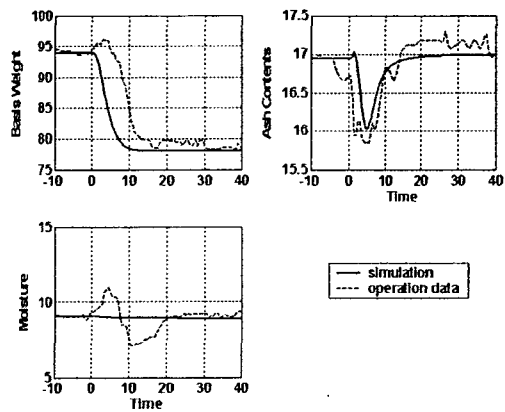 100
95
90
85
80
75
-10 0 10 20 30 40
Basis Weight
17.5
17
16.5
16
15.5
-10 0 10 20 30 40
Ash Contents
Time
15
10
5
-10 0 10 20 30 40
Moisture
Time
simulation
operation data